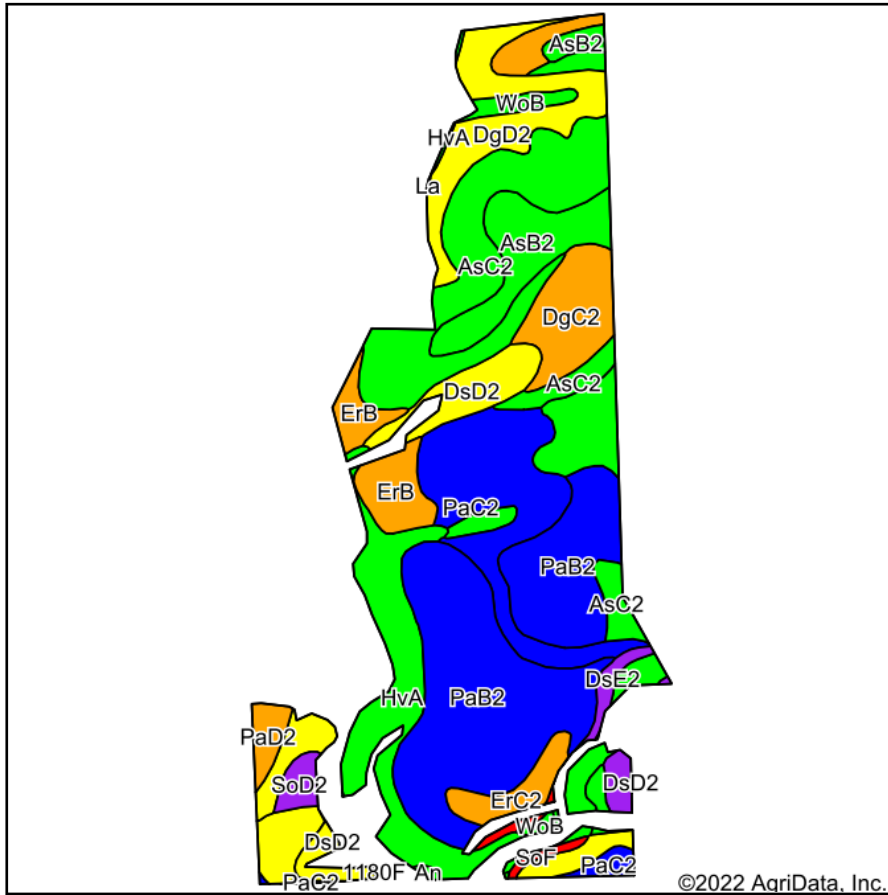 AsB2
WoB
HvA DgD2
La
AsB2
AsC2
DgC2
DsD2
AsC2
ErB
ErB
PaC2
PaB2
AsC2
DsE2
HvA
PaB2
PaD2
SoD2
DsD2
ErC2
WoB
DsD2
SoF
1180F An
PaC2
PaC2
©2022 AgriData, Inc.